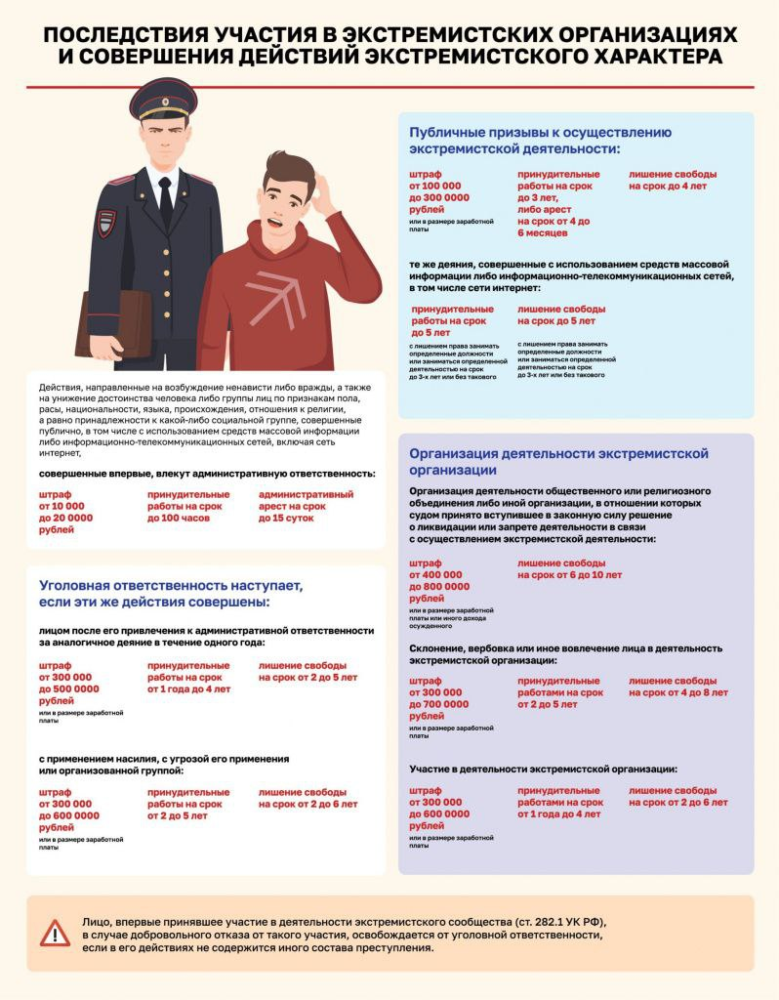 ПОСЛЕДСТВИЯ УЧАСТИЯ В ЭКСТРЕМИСТСКИХ ОРГАНИЗАЦИЯХ
И СОВЕРШЕНИЯ ДЕЙСТВИЙ ЭКСТРЕМИСТСКОГО ХАРАКТЕРА
Действия, направленные на возбуждение ненависти либо вражды, а также
на унижение достоинства человека либо группы лиц по признакам пола,
расы, национальности, языка, происхождения, отношения к религии,
а равно принадлежности к какой-либо социальной группе, совершенные
публично, в том числе с использованием средств массовой информации
либо информационно-телекоммуникационных сетей, включая сеть
интернет,
совершенные впервые, влекут административную ответственность:
штраф
от 10 000
до 20 0000
рублей
принудительные
работы на срок
до 100 часов
административный
арест на срок
до 15 суток
Уголовная ответственность наступает,
если эти же действия совершены:
лицом после его привлечения к административной ответственности
за аналогичное деяние в течение одного года:
штраф
от 300 000
до 500 0000
рублей
или в размере заработной
платы
принудительные
работы на срок
от 1 года до 4 лет
лишение свободы
на срок от 2 до 5 лет
с применением насилия, с угрозой его применения
или организованной группой:
штраф
от 300 000
до 600 0000
рублей
или в размере заработной
платы
принудительные
работы на срок
от 2 до 5 лет
лишение свободы
на срок от 2 до 6 лет
Публичные призывы к осуществлению
экстремистской деятельности:
штраф
от 100 000
до 300 0000
рублей
или в размере заработной
платы
принудительные
работы на срок
до 3 лет,
либо арест
на срок от 4 до
6 месяцев
лишение свободы
на срок до 4 лет
те же деяния, совершенные с использованием средств массовой
информации либо информационно-телекоммуникационных сетей,
в том числе сети интернет:
принудительные
работы на срок
до 5 лет
с лишением права занимать
определенные должности
или заниматься определенной
деятельностью на срок
до 3-х лет или без такового
лишение свободы
на срок до 5 лет
с лишением права занимать
определенные должности
или заниматься определенной
деятельностью на срок
до 3-х лет или без такового
Организация деятельности экстремистской
организации
Организация деятельности общественного или религиозного
объединения либо иной организации, в отношении которых
судом принято вступившее в законную силу решение
о ликвидации или запрете деятельности в связи
с осуществлением экстремистской деятельности:
штраф
от 400 000
до 800 0000
рублей
или в размере заработной
платы или иного дохода
осужденного
лишение свободы
на срок от 6 до 10 лет
Склонение, вербовка или иное вовлечение лица в деятельность
экстремистской организации:
штраф
от 300 000
до 700 0000
рублей
или в размере заработной
платы
принудительные
работами на срок
от 2 до 5 лет
лишение свободы
на срок от 4 до 8 лет
Участие в деятельности экстремистской организации:
штраф
от 300 000
до 600 0000
рублей
или в размере заработной
платы
принудительные
работами на срок
от 1 года до 4 лет
лишение свободы
на срок от 2 до 6 лет
Лицо, впервые принявшее участие в деятельности экстремистского сообщества (ст. 282.1 УК РФ),
в случае добровольного отказа от такого участия, освобождается от уголовной ответственности,
если в его действиях не содержится иного состава преступления.